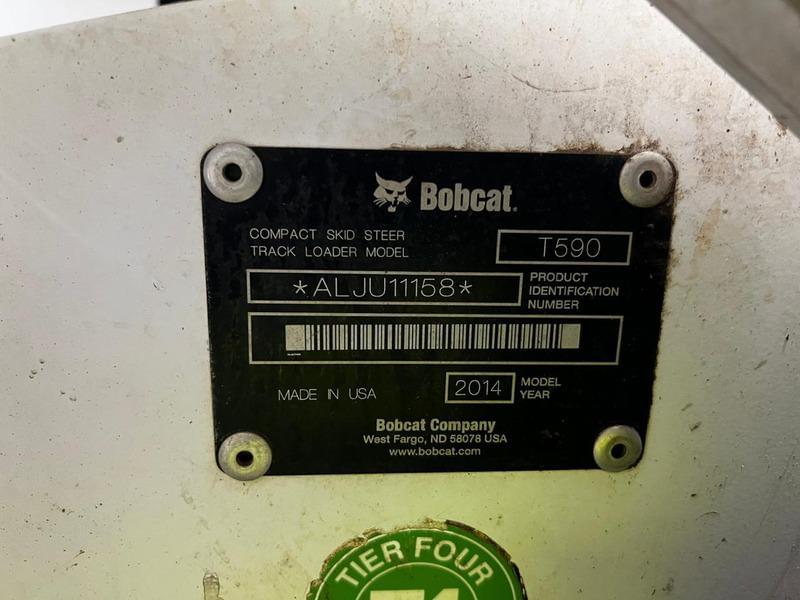 Bobcat.
COMPACT SKID STEER
TRACK LOADER MODEL
T590
*ALJU11158*
PRODUCT
IDENTIFICATION
NUMBER
MADE IN USA
2014
MODEL
YEAR
Bobcat Company
West Fargo, ND 58078 USA
www.bobcat.com
TIER FOUR